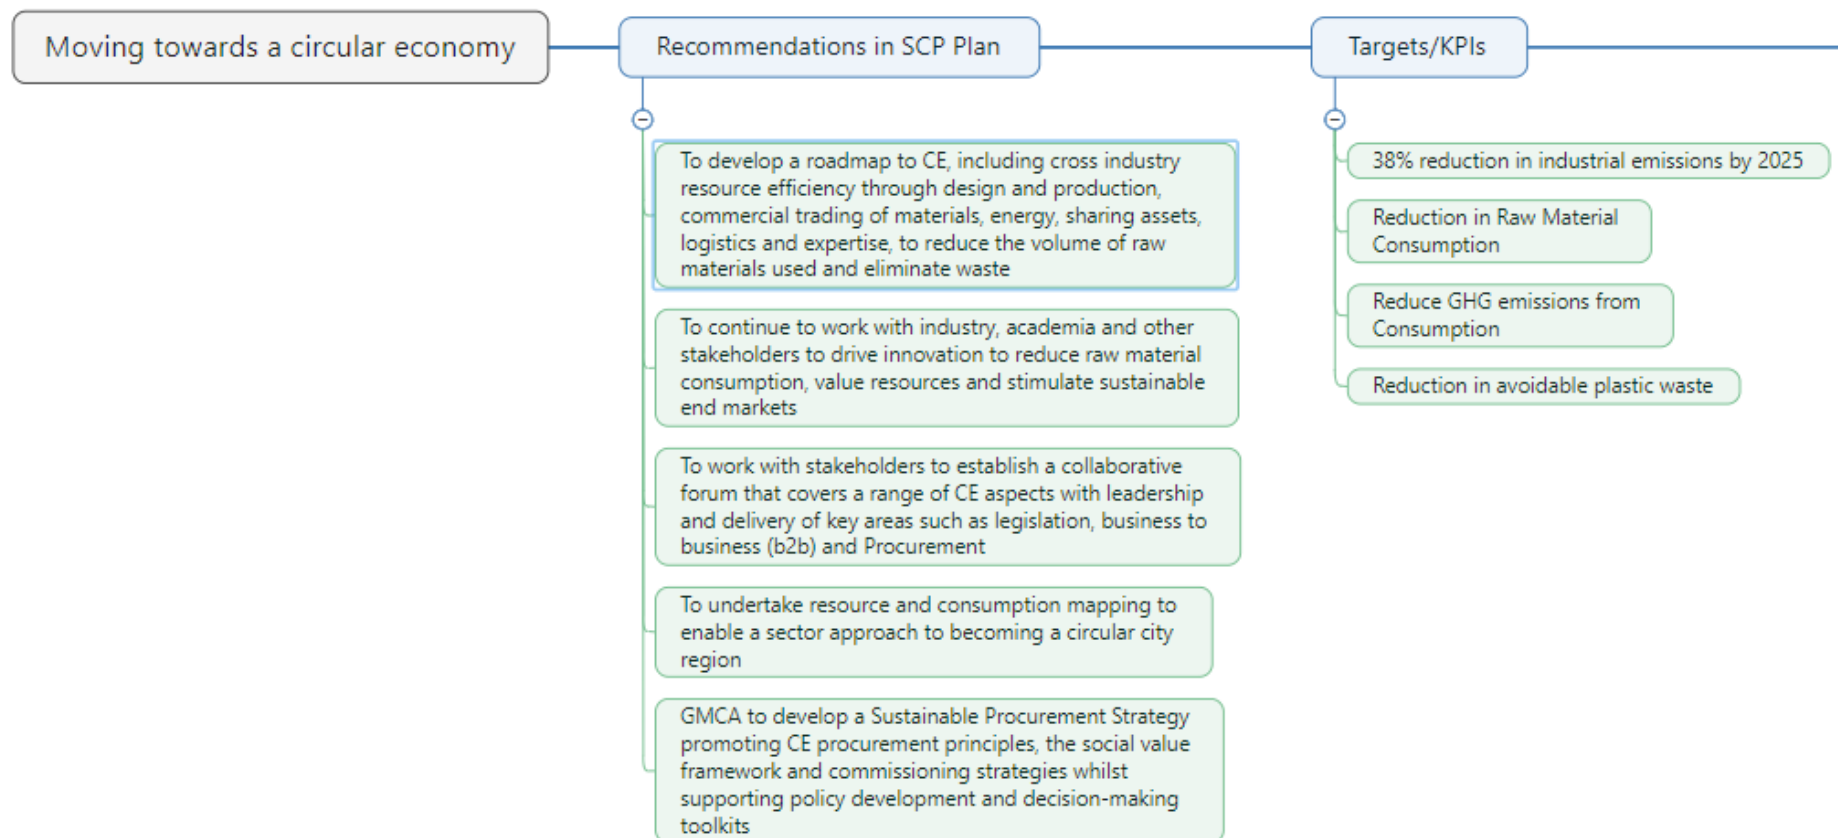 Moving towards a circular economy
Recommendations in SCP Plan
Targets/KPIs
To develop a roadmap to CE, including cross industry
resource efficiency through design and production,
commercial trading of materials, energy, sharing assets,
logistics and expertise, to reduce the volume of raw
materials used and eliminate waste
To continue to work with industry, academia and other
stakeholders to drive innovation to reduce raw material
consumption, value resources and stimulate sustainable
end markets
To work with stakeholders to establish a collaborative
forum that covers a range of CE aspects with leadership
and delivery of key areas such as legislation, business to
business (b2b) and Procurement
To undertake resource and consumption mapping to
enable a sector approach to becoming a circular city
region
GMCA to develop a Sustainable Procurement Strategy
promoting CE procurement principles, the social value
framework and commissioning strategies whilst
supporting policy development and decision-making
toolkits
38% reduction in industrial emissions by 2025
Reduction in Raw Material
Consumption
Reduce GHG emissions from
Consumption
Reduction in avoidable plastic waste